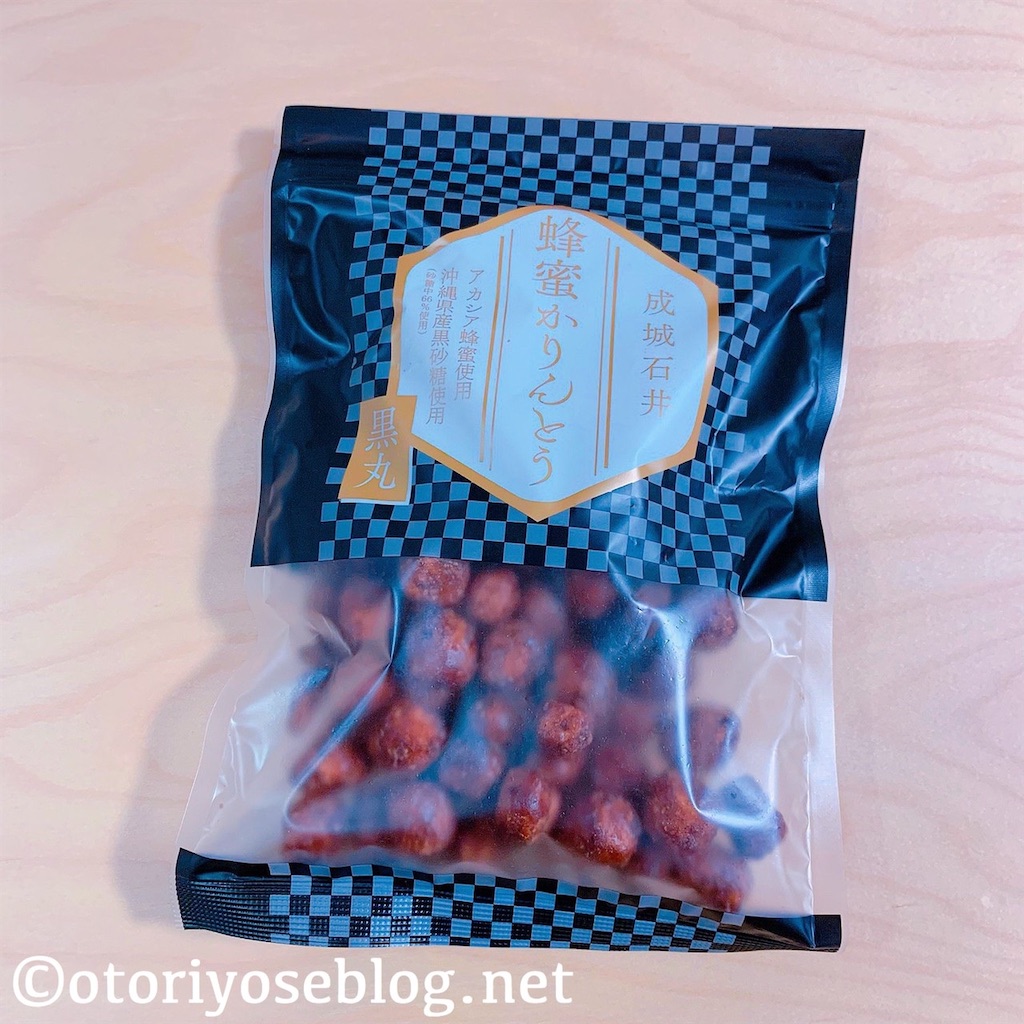 成城石井
蜂蜜かりんとう
アカシア蜂蜜使用
沖縄県産黒砂糖使用
黒丸
©otoriyoseblog.net